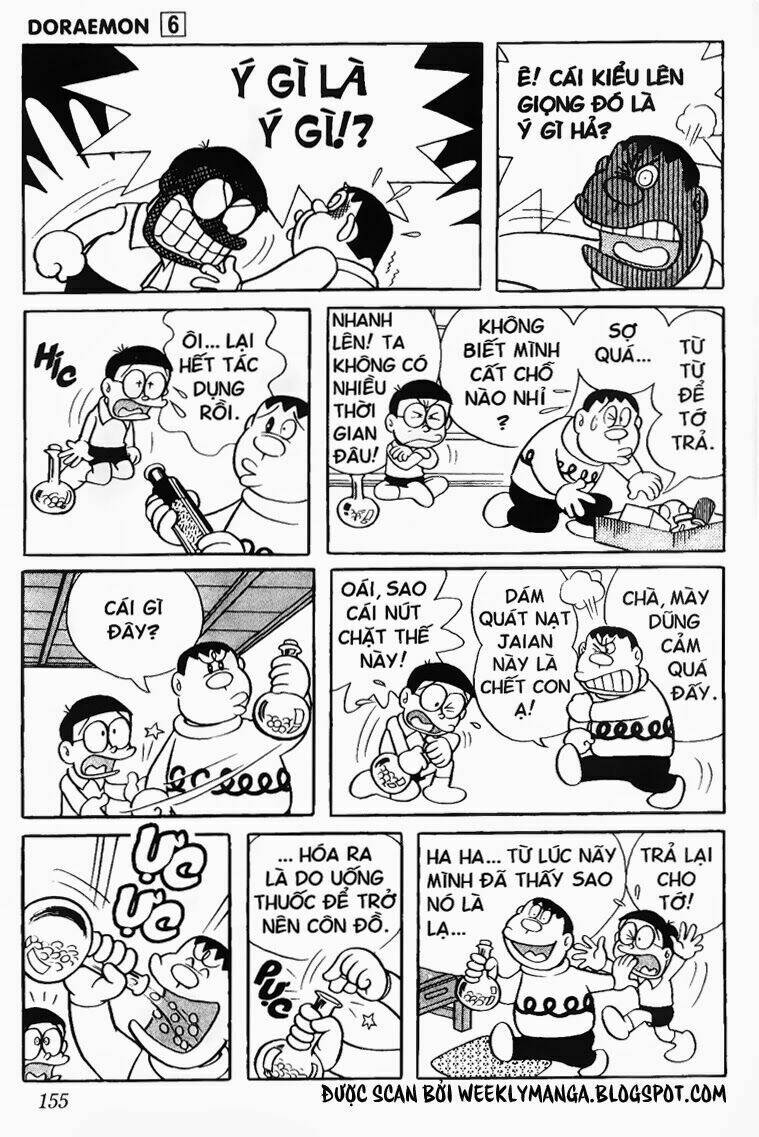 DORAEMON 6
Ê! CÁI KIỂU LÊN
GIỌNG ĐÓ LÀ
Ý GÌ HẢ?
Ý GÌ LÀ
Ý GÌ!?
TỪ
TỪ
ĐỂ
TỚ
TRẢ.
SỢ
QUÁ...
KHÔNG
BIẾT MÌNH
CẤT CHỖ
NÀO NHỈ
?
NHANH
LÊN! TA
KHÔNG CÓ
NHIỀU
THỜI
GIAN
ĐÂU!
ÔI... LẠI
HẾT TÁC
DỤNG
RỒI.
HÍC
CHÀ, MÀY
DŨNG
CẢM
QUÁ
ĐẤY.
DÁM
QUÁT NẠT
JAIAN
NÀY LÀ
CHẾT CON
Ạ!
OÁI, SAO
CÁI NÚT
CHẶT THẾ
NÀY!
CÁI GÌ
ĐÂY?
TRẢ LẠI
CHO
TỚ!
HA HA... TỪ LÚC NÃY
MÌNH ĐÃ THẤY SAO
NÓ LÀ
LẠ...
... HÓA RA
LÀ DO UỐNG
THUỐC ĐỂ TRỞ
NÊN CÔN ĐỒ.
PỰC
ỰC
ỰC
155
ĐƯỢC SCAN BỞI WEEKLYMANGA.BLOGSPOT.COM